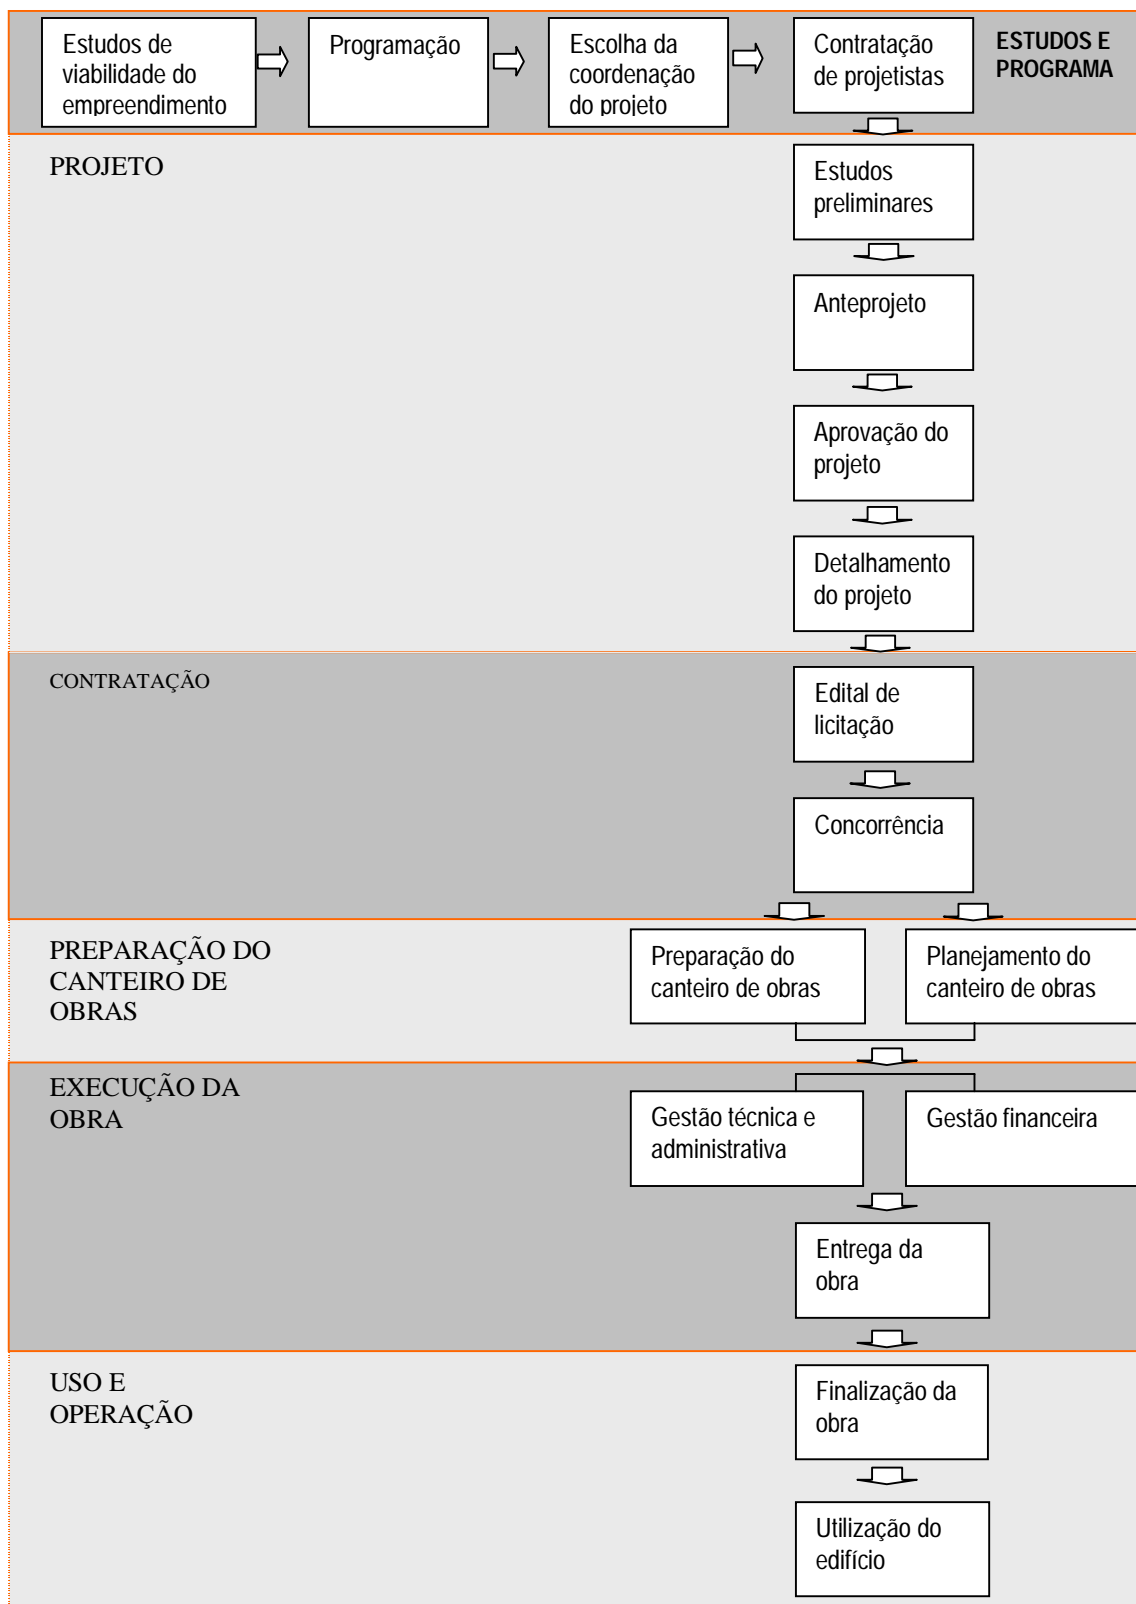 Estudos de
viabilidade do
empreendimento
Programação
Escolha da
coordenação
do projeto
Contratação
de projetistas
ESTUDOS E
PROGRAMA
PROJETO
Estudos
preliminares
Anteprojeto
Aprovação do
projeto
Detalhamento
do projeto
CONTRATAÇÃO
Edital de
licitação
Concorrência
PREPARAÇÃO DO
CANTEIRO DE
OBRAS
Preparação do
canteiro de obras
Planejamento do
canteiro de obras
EXECUÇÃO DA
OBRA
Gestão técnica e
administrativa
Gestão financeira
Entrega da
obra
USO E
OPERAÇÃO
Finalização da
obra
Utilização do
edifício